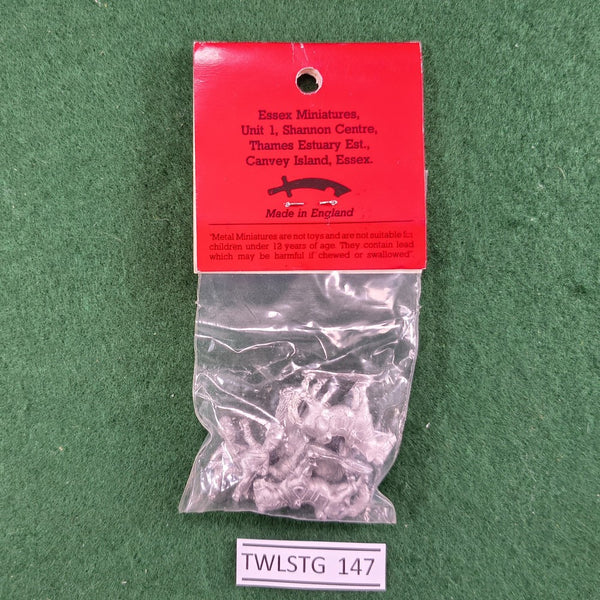 Essex Miniatures,
Unit 1, Shannon Centre,
Thames Estuary Est.,
Canvey Island, Essex.
Made in England
"Metal Miniatures are not toys and are not suitable for
children under 12 years of age. They contain lead
which may be harmful if chewed or swallowed"
TWLSTG 147